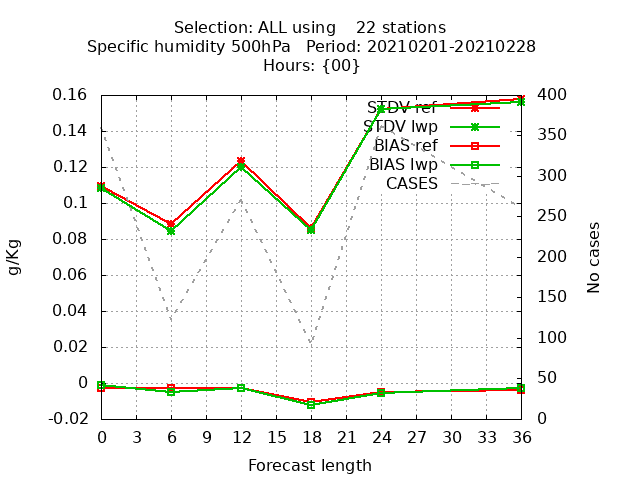 Selection: ALL using    22 stations
Specific humidity 500hPa   Period: 20210201-20210228
Hours: {00}
0.16
0.14
0.12
0.1
0.08
0.06
0.04
0.02
0
-0.02
g/Kg
STDV ref
STDV lwp
BIAS ref
BIAS lwp
CASES
400
350
300
250
200
150
100
50
0
No cases
0 3 6 9 12 15 18 21 24 27 30 33 36
Forecast length